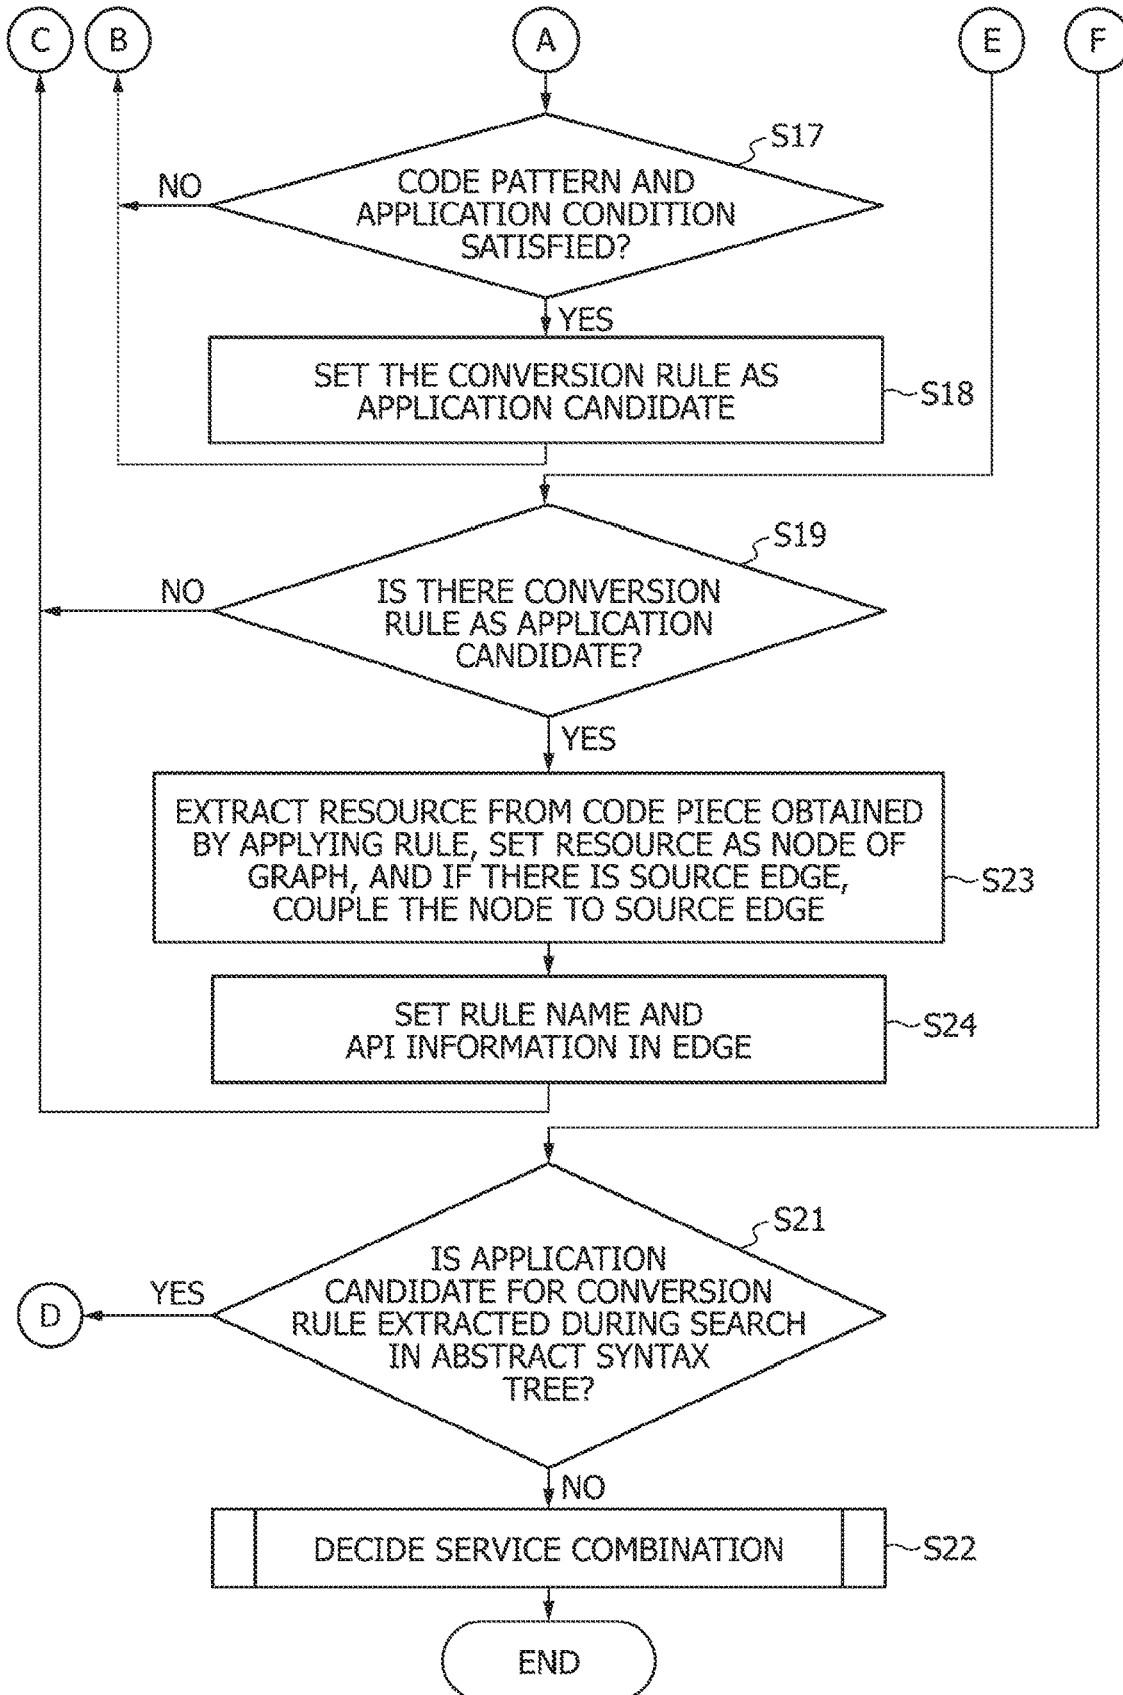 C
B
A
E
F
S17
NO
CODE PATTERN AND
APPLICATION CONDITION
SATISFIED?
YES
SET THE CONVERSION RULE AS
APPLICATION CANDIDATE
S18
S19
NO
IS THERE CONVERSION
RULE AS APPLICATION
CANDIDATE?
YES
EXTRACT RESOURCE FROM CODE PIECE OBTAINED
BY APPLYING RULE, SET RESOURCE AS NODE OF
GRAPH, AND IF THERE IS SOURCE EDGE,
COUPLE THE NODE TO SOURCE EDGE
S23
SET RULE NAME AND
API INFORMATION IN EDGE
S24
S21
YES
D
IS APPLICATION
CANDIDATE FOR CONVERSION
RULE EXTRACTED DURING SEARCH
IN ABSTRACT SYNTAX
TREE?
NO
DECIDE SERVICE COMBINATION
S22
END